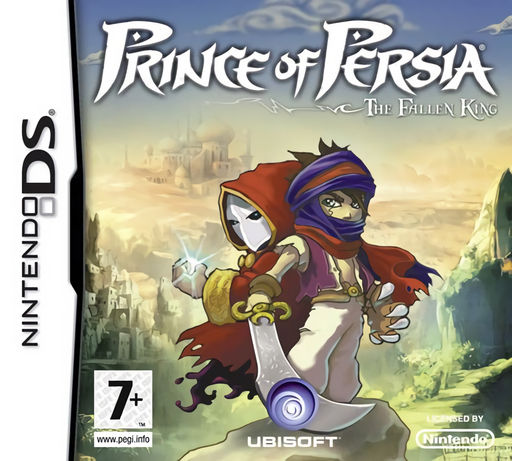 PRINCE OF PERSIA®
THE FALLEN KING
NINTENDO DS®
7+
www.pegi.info
UBISOFT®
LICENSED BY
Nintendo®